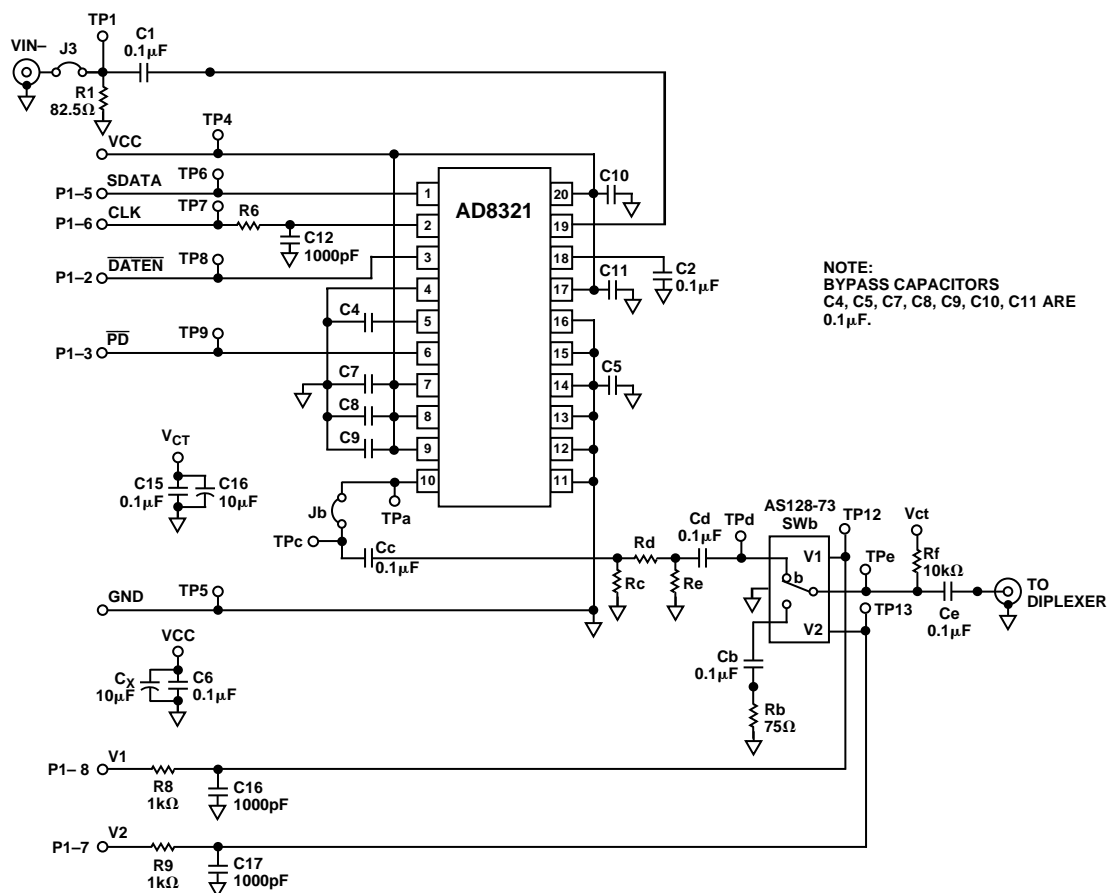 TP1
VIN–
J3
C1
0.1µF
R1
82.5Ω
VCC
TP4
P1–5
SDATA
TP6
P1–6
CLK
TP7
R6
C12
1000pF
P1–2
DATEN
TP8
P1–3
PD
TP9
C4
C7
C8
C9
AD8321
1
2
3
4
5
6
7
8
9
10
20
19
18
17
16
15
14
13
12
11
C10
C11
C2
0.1µF
C5
NOTE:
BYPASS CAPACITORS
C4, C5, C7, C8, C9, C10, C11 ARE
0.1µF.
VCT
C15
0.1µF
C16
10µF
Jb
TPa
TPc
Cc
0.1µF
Rc
Rd
Re
Cd
0.1µF
TPd
AS128-73
SWb
V1
b
V2
TP12
TPe
TP13
Vct
Rf
10kΩ
Ce
0.1µF
TO
DIPLEXER
Cb
0.1µF
Rb
75Ω
GND
TP5
VCC
CX
10µF
C6
0.1µF
P1– 8
V1
R8
1kΩ
C16
1000pF
P1–7
V2
R9
1kΩ
C17
1000pF